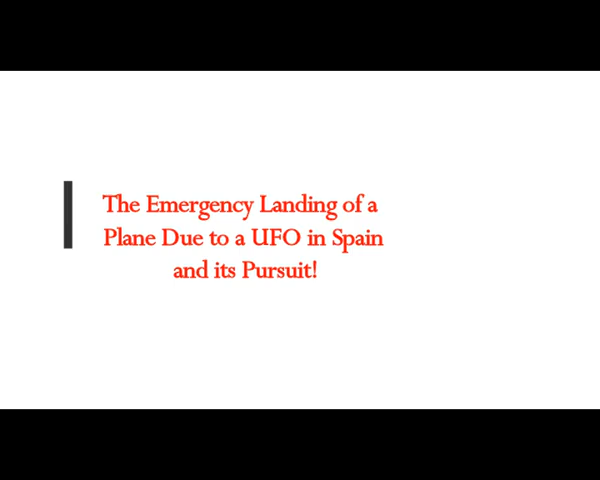 The Emergency Landing of a
Plane Due to a UFO in Spain
and its Pursuit!